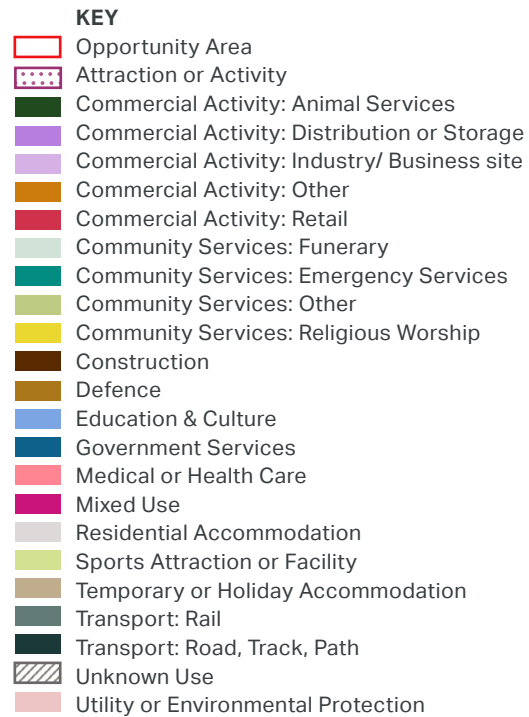 KEY
Opportunity Area
Attraction or Activity
Commercial Activity: Animal Services
Commercial Activity: Distribution or Storage
Commercial Activity: Industry/ Business site
Commercial Activity: Other
Commercial Activity: Retail
Community Services: Funerary
Community Services: Emergency Services
Community Services: Other
Community Services: Religious Worship
Construction
Defence
Education & Culture
Government Services
Medical or Health Care
Mixed Use
Residential Accommodation
Sports Attraction or Facility
Temporary or Holiday Accommodation
Transport: Rail
Transport: Road, Track, Path
Unknown Use
Utility or Environmental Protection